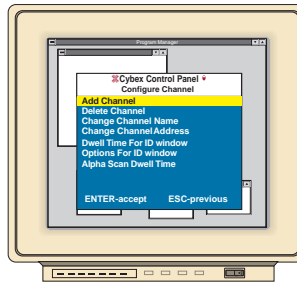 Program Manager
Cybex Control Panel
Configure Channel
Add Channel
Delete Channel
Change Channel Name
Change Channel Address
Dwell Time For ID window
Options For ID window
Alpha Scan Dwell Time
ENTER-accept ESC-previous